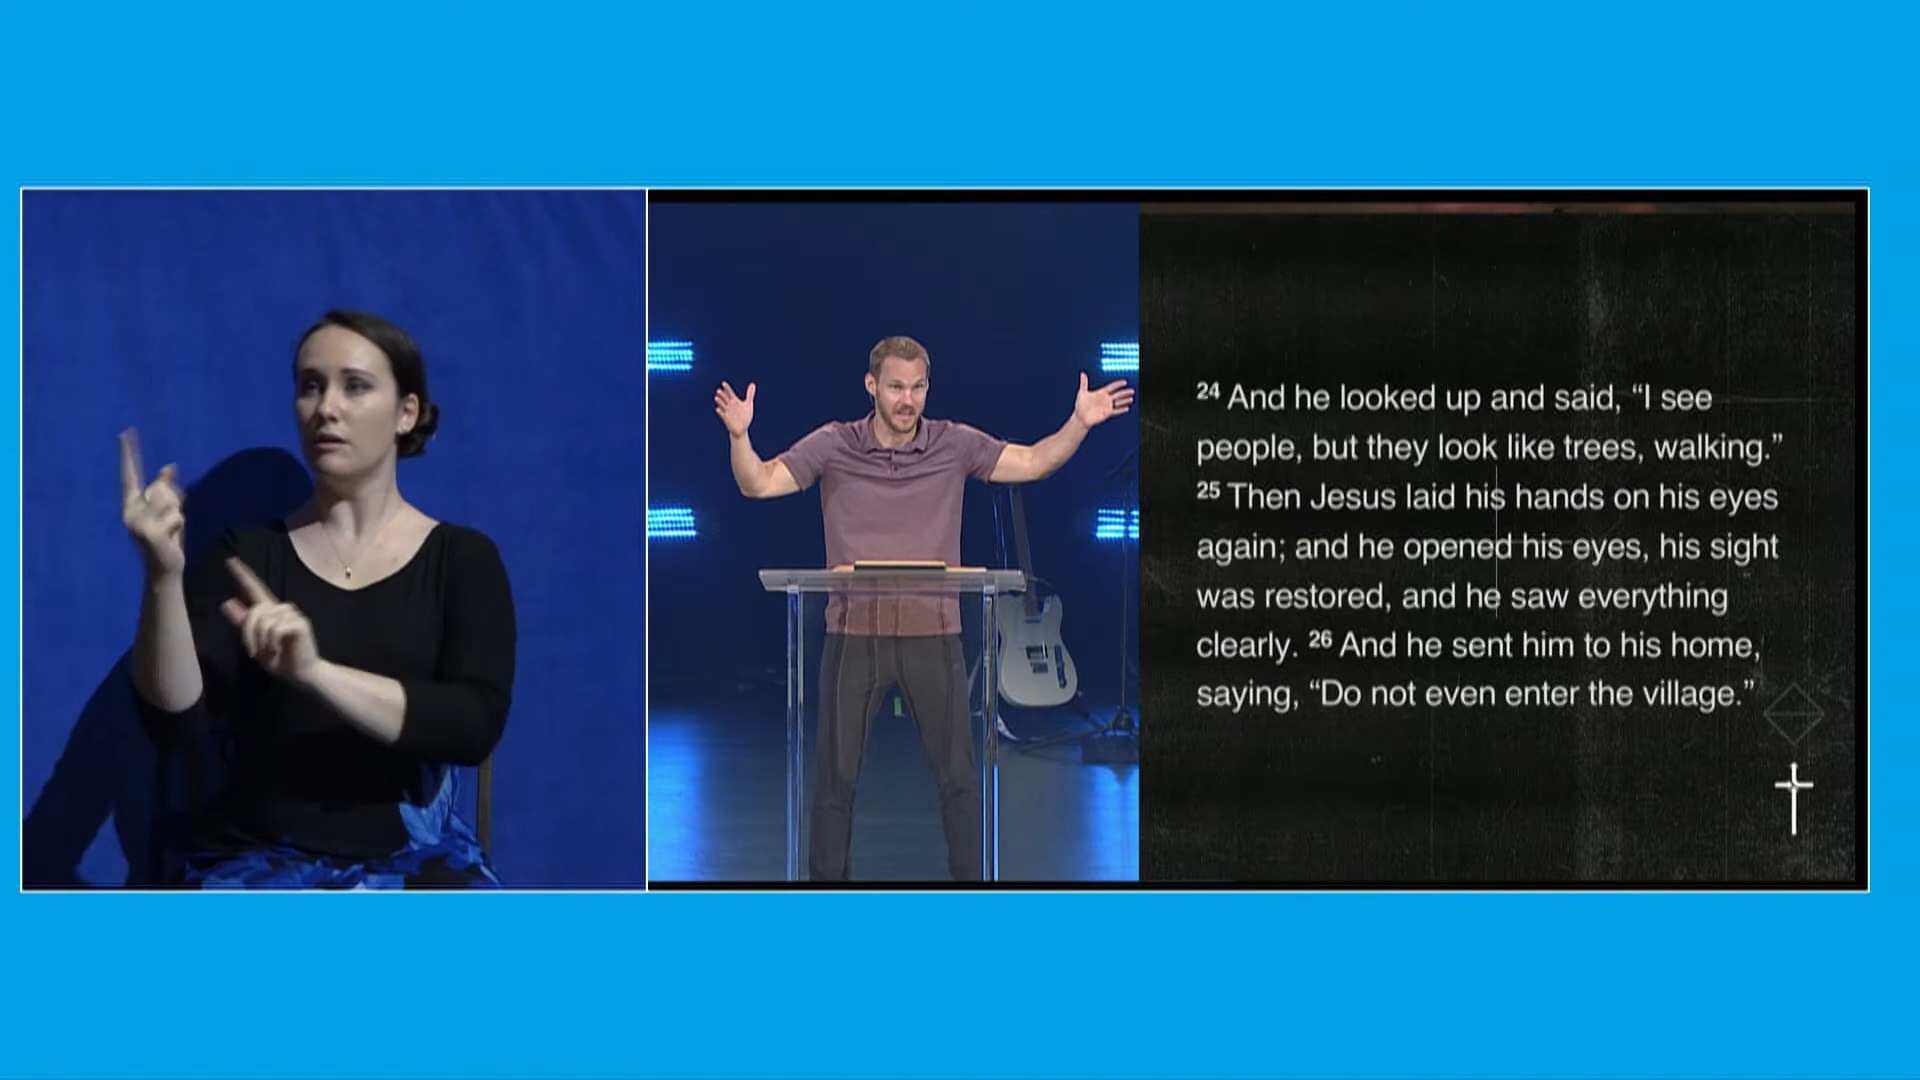 24 And he looked up and said, “I see
people, but they look like trees, walking.”
25 Then Jesus laid his hands on his eyes
again; and he opened his eyes, his sight
was restored, and he saw everything
clearly. 26 And he sent him to his home,
saying, “Do not even enter the village.”